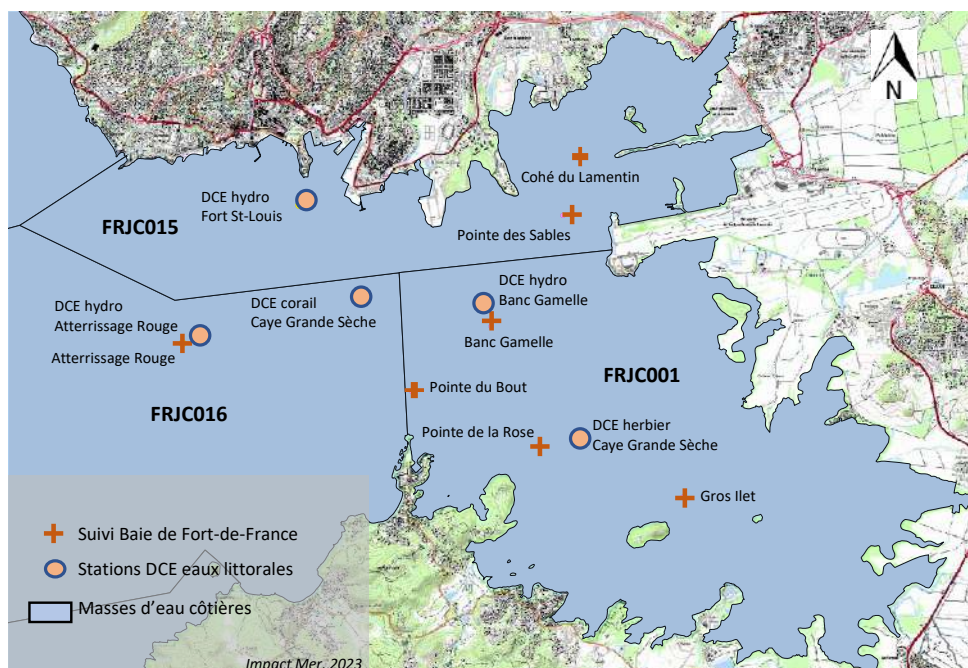 N
Cohé du Lamentin
DCE hydro
Fort St-Louis
FRJC015
Pointe des Sables
DCE hydro
Banc Gamelle
DCE corail
Caye Grande Sèche
DCE hydro
Atterrissage Rouge
Atterrissage Rouge
Banc Gamelle
FRJC001
Pointe du Bout
FRJC016
Pointe de la Rose
DCE herbier
Caye Grande Sèche
Gros Ilet
Suivi Baie de Fort-de-France
Stations DCE eaux littorales
Masses d'eau côtières
Impact Mer, 2023